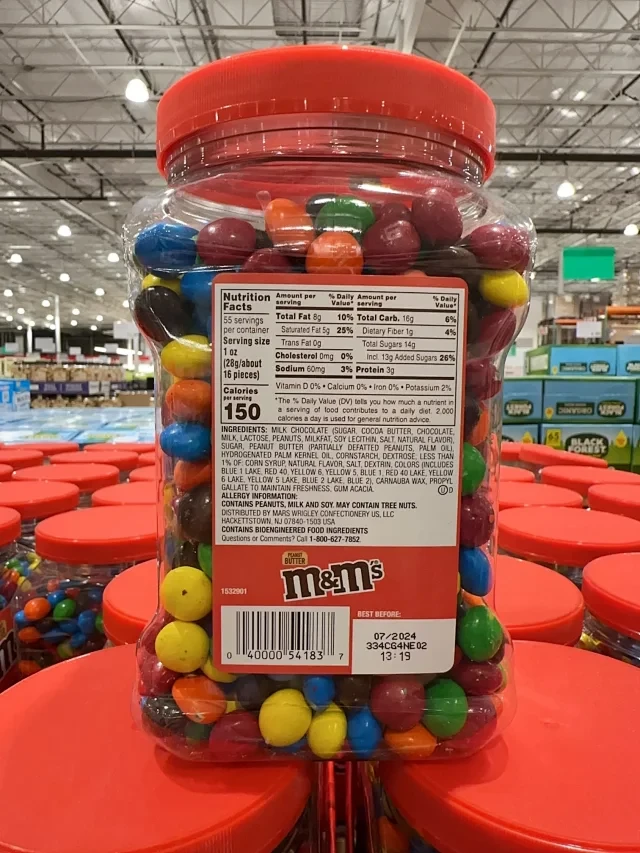 Nutrition Facts
55 servings per container
Serving size
1 oz
(28g/about 16 pieces)
Calories
per serving
150
Amount per serving % Daily Value*
Total Fat 8g 10%
Saturated Fat 5g 25%
Trans Fat 0g
Cholesterol 0mg 0%
Sodium 60mg 3%
Amount per serving % Daily Value*
Total Carb. 16g 6%
Dietary Fiber 1g 4%
Total Sugars 14g
Incl. 13g Added Sugars 26%
Protein 3g
Vitamin D 0% • Calcium 0% • Iron 0% • Potassium 2%
*The % Daily Value (DV) tells you how much a nutrient in
a serving of food contributes to a daily diet. 2,000
calories a day is used for general nutrition advice.
INGREDIENTS: MILK CHOCOLATE (SUGAR, COCOA BUTTER, CHOCOLATE,
MILK, LACTOSE, PEANUTS, MILKFAT, SOY LECITHIN, SALT, NATURAL FLAVOR),
SUGAR, PEANUT BUTTER (PARTIALLY DEFATTED PEANUTS, PALM OIL),
HYDROGENATED PALM KERNEL OIL, CORNSTARCH, DEXTROSE; LESS THAN
1% OF: CORN SYRUP, NATURAL FLAVOR, SALT, DEXTRIN, COLORS (INCLUDES
BLUE 1 LAKE, RED 40, YELLOW 6, YELLOW 5, BLUE 1, RED 40 LAKE, YELLOW
6 LAKE, YELLOW 5 LAKE, BLUE 2 LAKE, BLUE 2), CARNAUBA WAX, PROPYL
GALLATE TO MAINTAIN FRESHNESS, GUM ACACIA.
ALLERGY INFORMATION:
CONTAINS PEANUTS, MILK AND SOY. MAY CONTAIN TREE NUTS.
DISTRIBUTED BY MARS WRIGLEY CONFECTIONERY US, LLC
HACKETTSTOWN, NJ 07840-1503 USA
CONTAINS BIOENGINEERED FOOD INGREDIENTS
Questions or Comments? Call 1-800-627-7852
U D
PEANUT BUTTER
m&m's
1532901
BEST BEFORE:
0 40000 54183 7
07/2024
334CG4NE02
13:19
BLACK FOREST